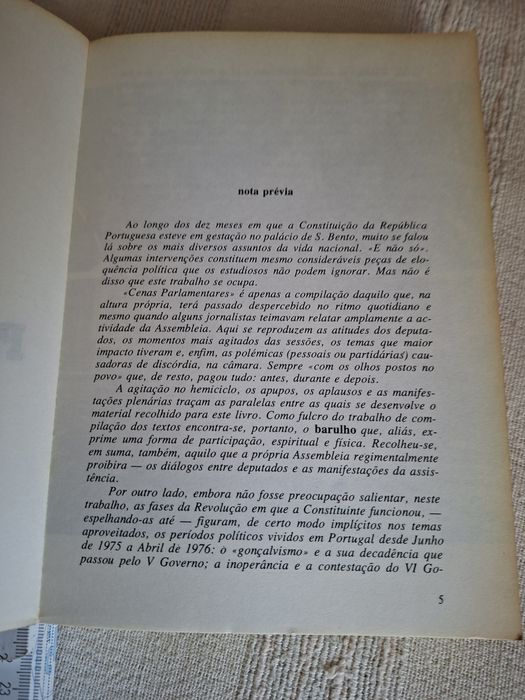 nota prévia
Ao longo dos dez meses em que a Constituição da República
Portuguesa esteve em gestação no palácio de S. Bento, muito se falou
lá sobre os mais diversos assuntos da vida nacional. «E não só».
Algumas intervenções constituem mesmo consideráveis peças de elo-
quência política que os estudiosos não podem ignorar. Mas não é
disso que este trabalho se ocupa.
«Cenas Parlamentares» é apenas a compilação daquilo que, na
altura própria, terá passado despercebido no ritmo quotidiano e
mesmo quando alguns jornalistas teimavam relatar amplamente a ac-
tividade da Assembleia. Aqui se reproduzem as atitudes dos deputa-
dos, os momentos mais agitados das sessões, os temas que maior
impacto tiveram e, enfim, as polémicas (pessoais ou partidárias) cau-
sadoras de discórdia, na câmara. Sempre «com os olhos postos no
povo» que, de resto, pagou tudo: antes, durante e depois.
A agitação no hemiciclo, os apupos, os aplausos e as manifes-
tações plenárias traçam as paralelas entre as quais se desenvolve o
material recolhido para este livro. Como fulcro do trabalho de com-
pilação dos textos encontra-se, portanto, o barulho que, aliás, ex-
prime uma forma de participação, espiritual e física. Recolheu-se,
em suma, também, aquilo que a própria Assembleia regimentalmente
proibira — os diálogos entre deputados e as manifestações da assis-
tência.
Por outro lado, embora não fosse preocupação salientar, neste
trabalho, as fases da Revolução em que a Constituinte funcionou, —
espelhando-as até — figuram, de certo modo implícitos nos temas
aproveitados, os períodos políticos vividos em Portugal desde Junho
de 1975 a Abril de 1976: o «gonçalvismo» e a sua decadência que
passou pelo V Governo; a inoperância e a contestação do VI Go-
5
2
23